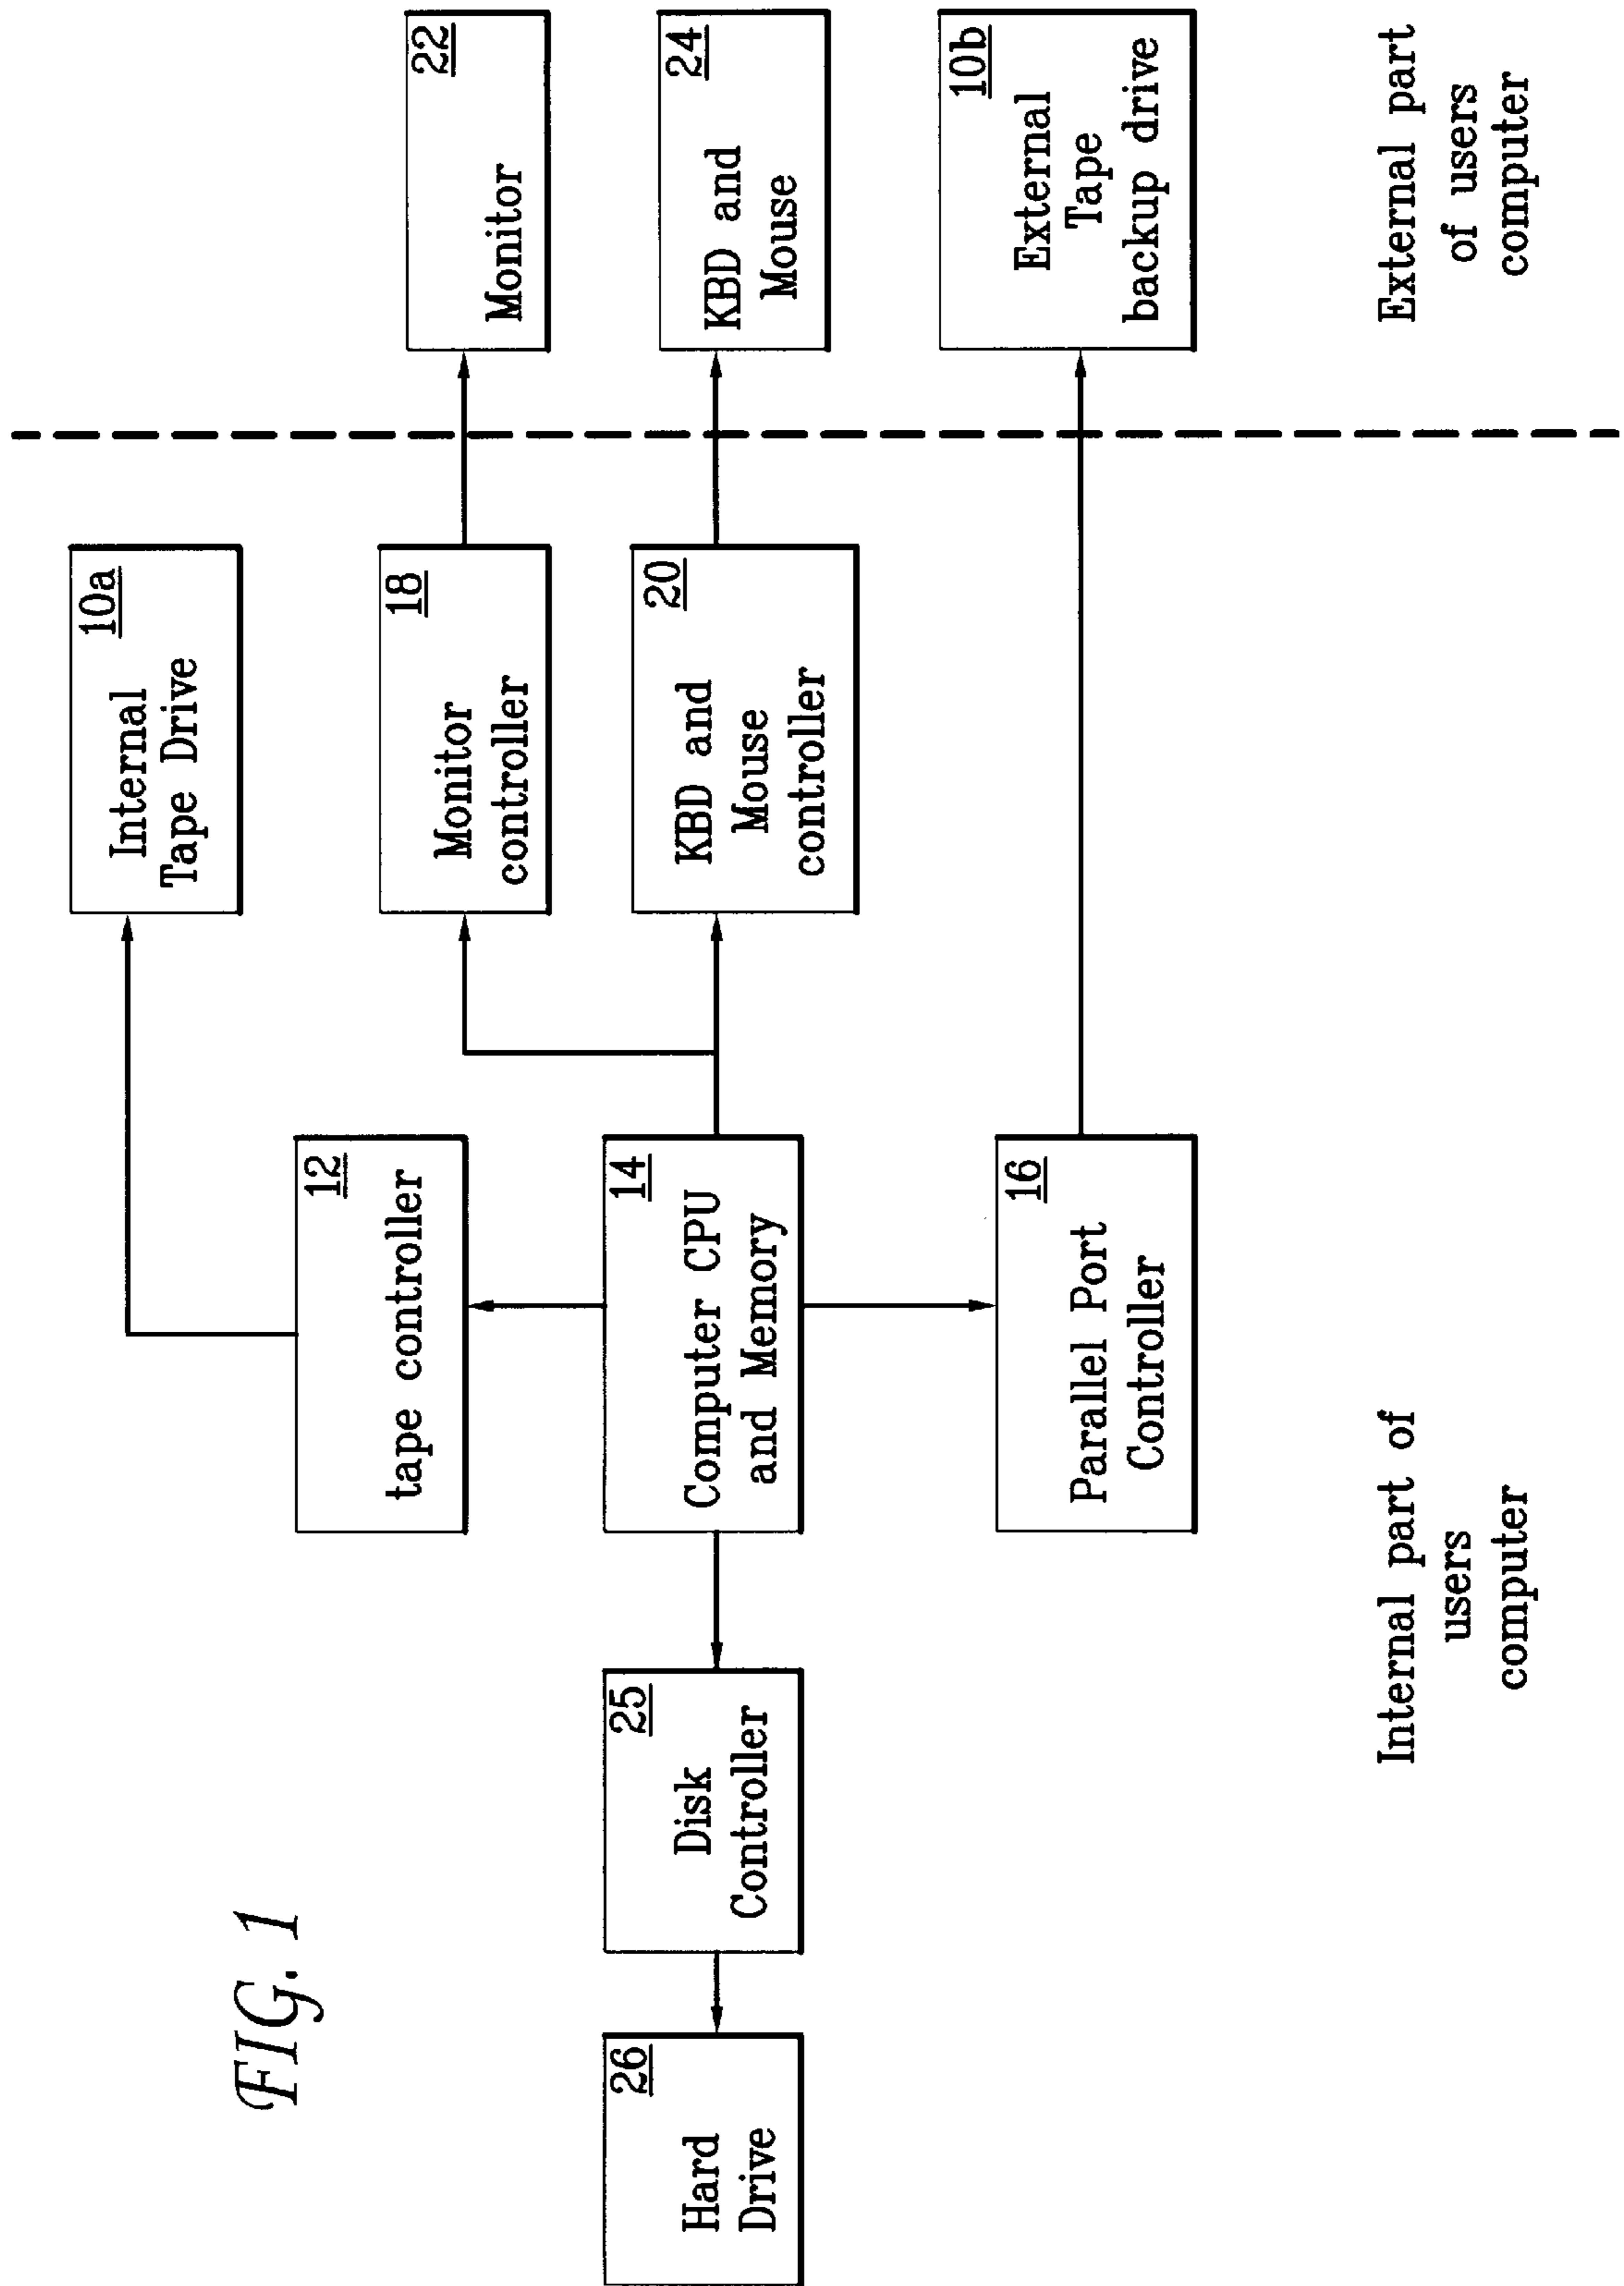 FIG. 1
26
Hard
Drive
25
Disk
Controller
12
tape controller
14
Computer CPU
and Memory
16
Parallel Port
Controller
10a
Internal
Tape Drive
18
Monitor
controller
20
KBD and
Mouse
controller
22
Monitor
24
KBD and
Mouse
10b
External
Tape
backup drive
Internal part of
users
computer
External part
of users
computer